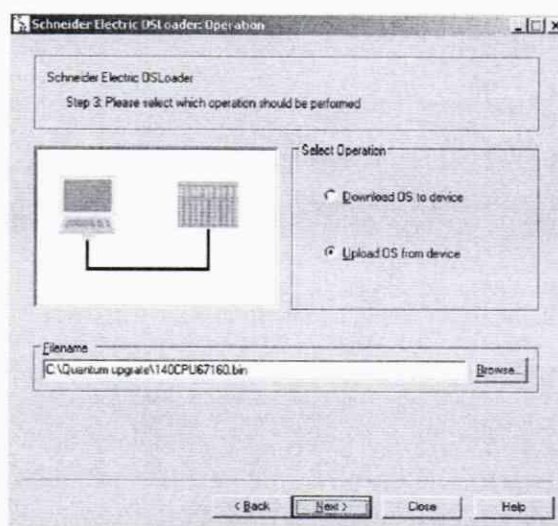 Schneider Electric OSLoader: Operation
Schneider Electric OSLoader
Step 3: Please select which operation should be performed
Select Operation
Download OS to device
Upload OS from device
Filename
C:\Quantum upgrate\140CPU67160.bin
Browse...
< Back
Next >
Close
Help